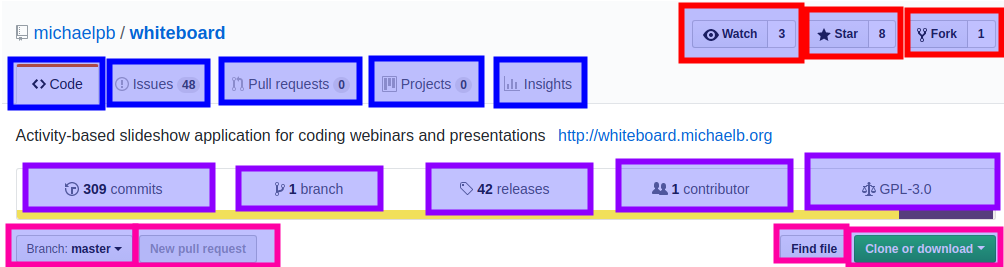 michaelpb / whiteboard Watch 3 Star 8 Fork 1
<> Code Issues 48 Pull requests 0 Projects 0 Insights
Activity-based slideshow application for coding webinars and presentations http://whiteboard.michaelb.org
309 commits 1 branch 42 releases 1 contributor GPL-3.0
Branch: master New pull request Find file Clone or download